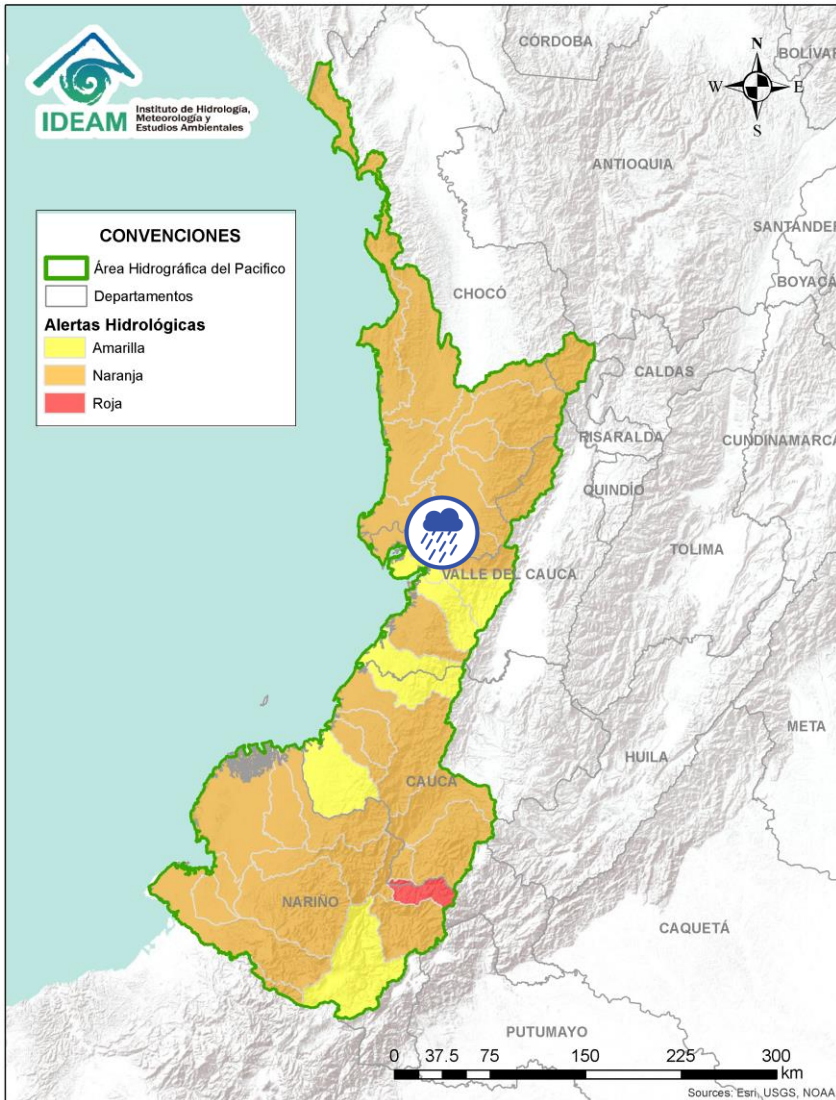 IDEAM
Instituto de Hidrología,
Meteorología y
Estudios Ambientales
CÓRDOBA
BOLÍVAR
N
W
E
S
ANTIOQUIA
SANTANDER
BOYACÁ
CONVENCIONES
Área Hidrográfica del Pacifico
Departamentos
Alertas Hidrológicas
Amarilla
Naranja
Roja
CHOCÓ
CALDAS
RISARALDA
CUNDINAMARCA
QUINDÍO
TOLIMA
VALLE DEL CAUCA
META
HUILA
CAUCA
NARIÑO
CAQUETÁ
PUTUMAYO
0 37.5 75 150 225 300
km
Sources: Esri, USGS, NOAA